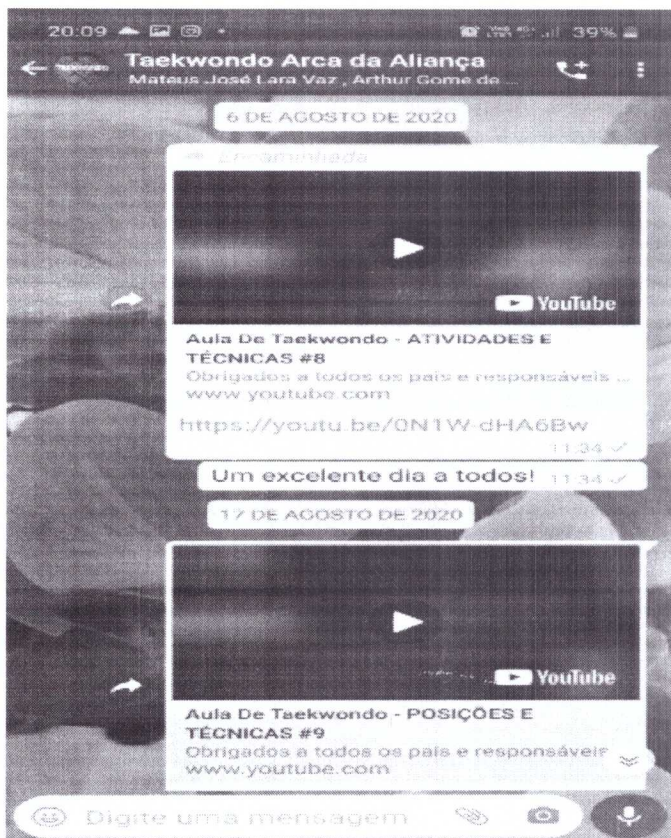 20:09 39%
Taekwondo Arca da Aliança
Mateus José Lara Vaz, Arthur Gome de ...
6 DE AGOSTO DE 2020
Encaminhada
YouTube
Aula De Taekwondo - ATIVIDADES E
TÉCNICAS #8
Obrigados a todos os pais e responsáveis ...
www.youtube.com
https://youtu.be/0N1W-dHA6Bw
11:34
Um excelente dia a todos! 11:34
17 DE AGOSTO DE 2020
YouTube
Aula De Taekwondo - POSIÇÕES E
TÉCNICAS #9
Obrigados a todos os pais e responsáveis
www.youtube.com
Digite uma mensagem